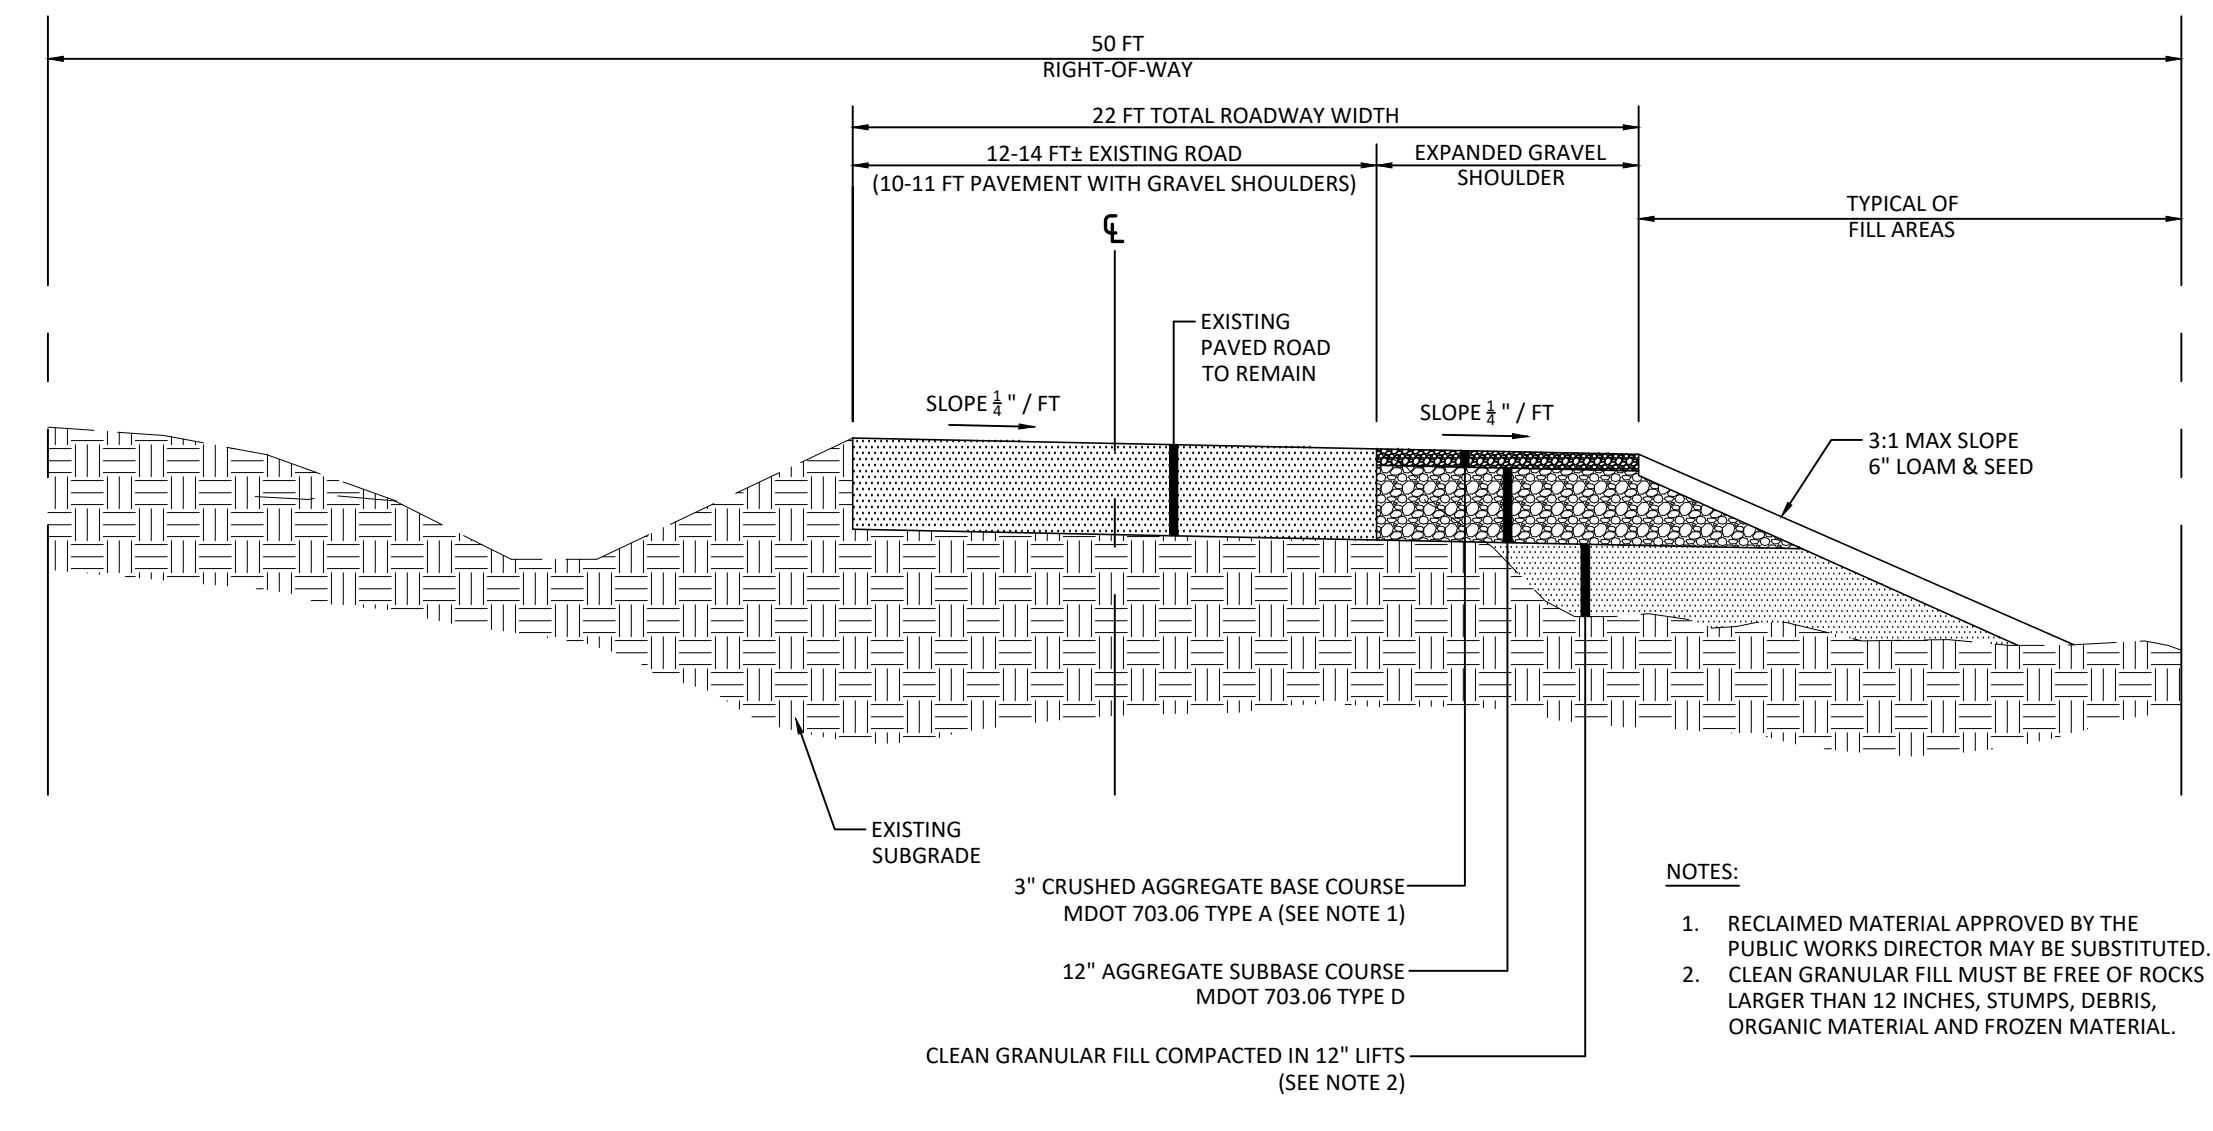 50 FT
RIGHT-OF-WAY
22 FT TOTAL ROADWAY WIDTH
12-14 FT± EXISTING ROAD
(10-11 FT PAVEMENT WITH GRAVEL SHOULDERS)
EXPANDED GRAVEL
SHOULDER
TYPICAL OF
FILL AREAS
℄
EXISTING
PAVED ROAD
TO REMAIN
SLOPE 1/4" / FT
SLOPE 1/4" / FT
3:1 MAX SLOPE
6" LOAM & SEED
EXISTING
SUBGRADE
3" CRUSHED AGGREGATE BASE COURSE
MDOT 703.06 TYPE A (SEE NOTE 1)
12" AGGREGATE SUBBASE COURSE
MDOT 703.06 TYPE D
CLEAN GRANULAR FILL COMPACTED IN 12" LIFTS
(SEE NOTE 2)
NOTES:
1. RECLAIMED MATERIAL APPROVED BY THE
PUBLIC WORKS DIRECTOR MAY BE SUBSTITUTED.
2. CLEAN GRANULAR FILL MUST BE FREE OF ROCKS
LARGER THAN 12 INCHES, STUMPS, DEBRIS,
ORGANIC MATERIAL AND FROZEN MATERIAL.